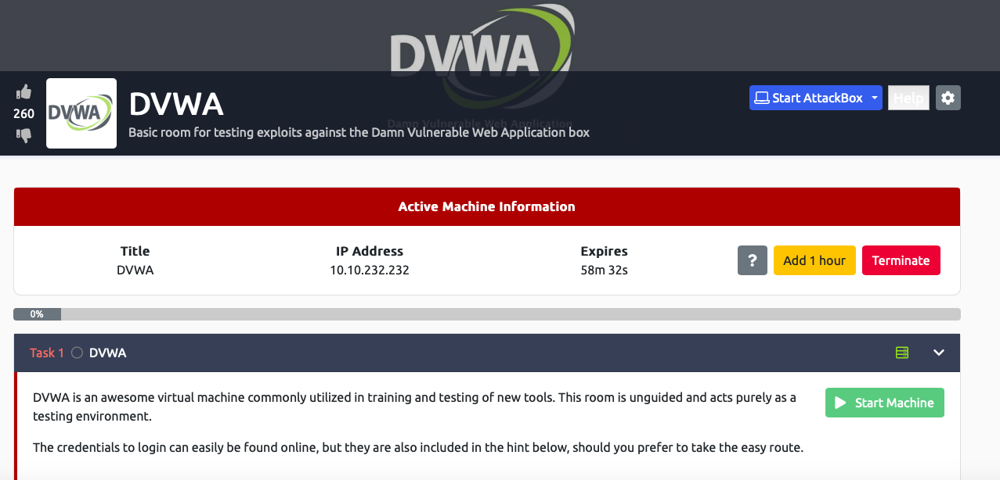 DVWA
260
DVWA
DVWA
Start AttackBox
Help
Damn Vulnerable Web Application
Basic room for testing exploits against the Damn Vulnerable Web Application box
Active Machine Information
Title IP Address Expires
DVWA 10.10.232.232 58m 32s
? Add 1 hour Terminate
0%
Task 1 DVWA
DVWA is an awesome virtual machine commonly utilized in training and testing of new tools. This room is unguided and acts purely as a
testing environment.
Start Machine
The credentials to login can easily be found online, but they are also included in the hint below, should you prefer to take the easy route.